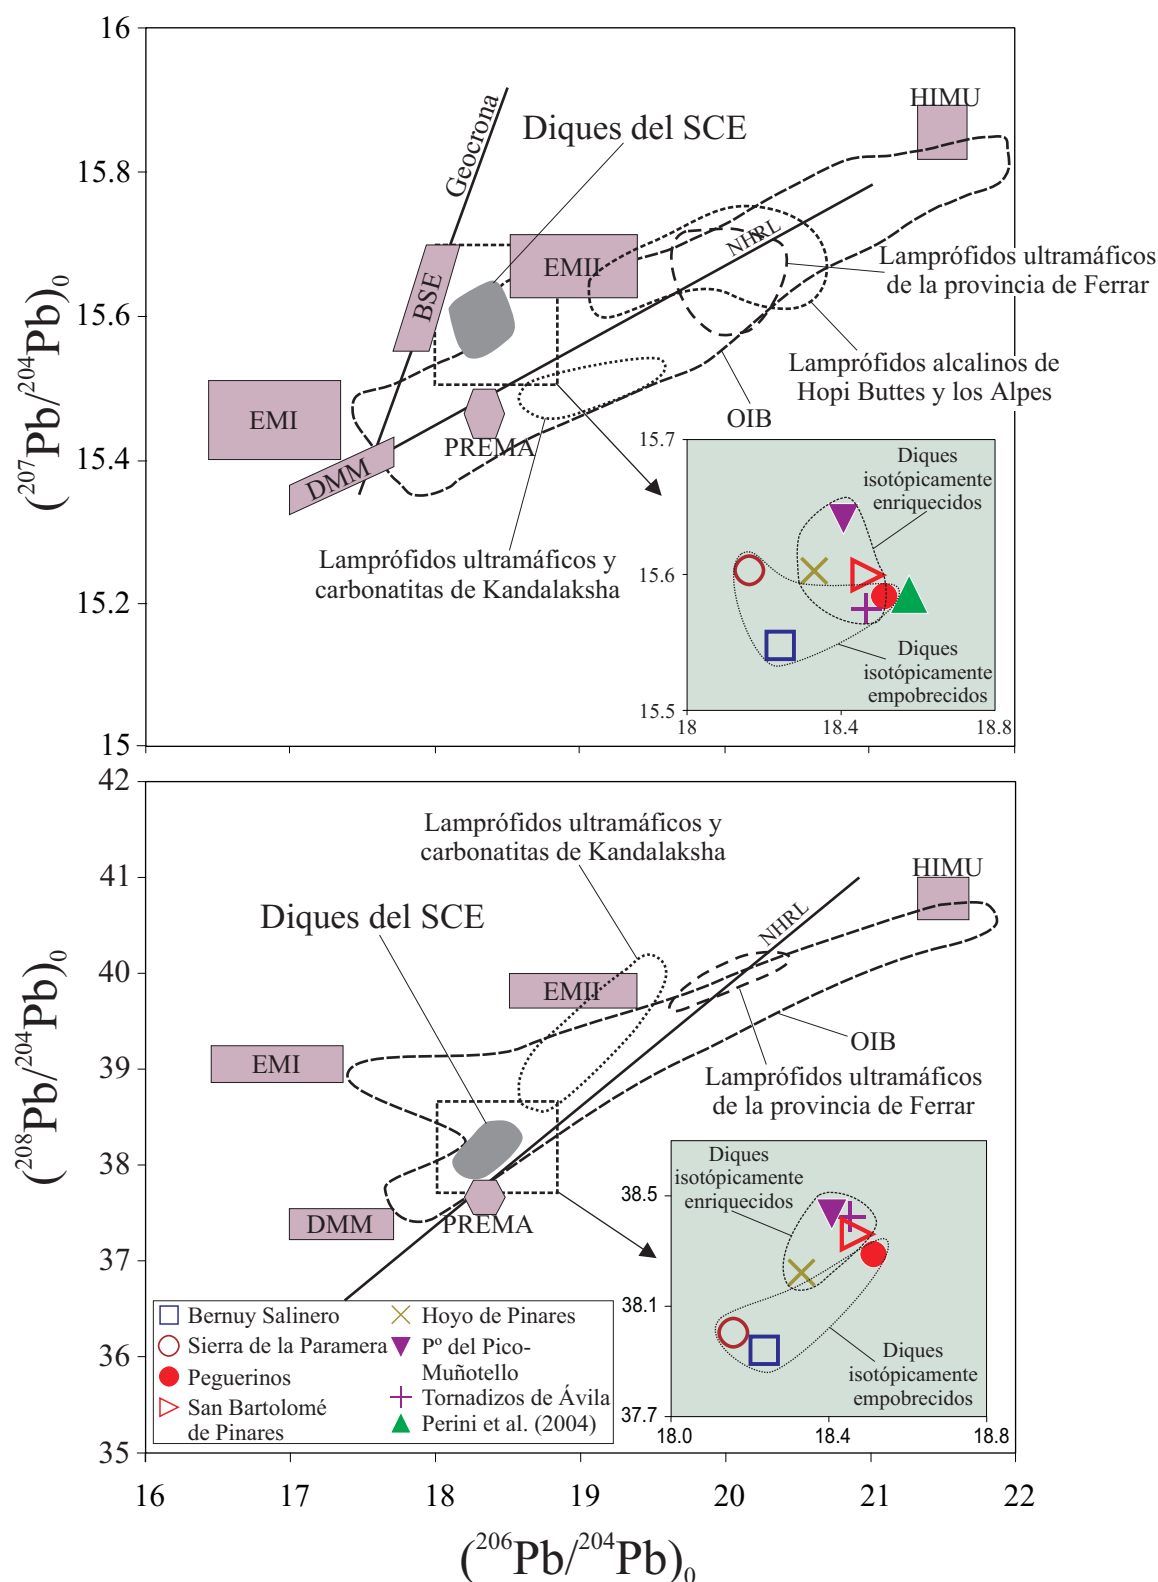 16
15.8
15.6
15.4
15.2
15
(²⁰⁷Pb/²⁰⁴Pb)₀
Geocrona
Diques del SCE
HIMU
BSE
EMII
NHRL
Lamprófidos ultramáficos
de la provincia de Ferrar
EMI
DMM
PREMA
Lamprófidos alcalinos de
Hopi Buttes y los Alpes
OIB
Lamprófidos ultramáficos y
carbonatitas de Kandalaksha
15.7
15.6
15.5
18
18.4
18.8
Diques
isotópicamente
enriquecidos
Diques
isotópicamente
empobrecidos
42
41
40
39
38
37
36
35
(²⁰⁸Pb/²⁰⁴Pb)₀
Lamprófidos ultramáficos y
carbonatitas de Kandalaksha
Diques del SCE
HIMU
NHRL
EMII
EMI
OIB
Lamprófidos ultramáficos
de la provincia de Ferrar
DMM
PREMA
38.5
38.1
37.7
18.0
18.4
18.8
Diques
isotópicamente
enriquecidos
Diques
isotópicamente
empobrecidos
Bernuy Salinero
Sierra de la Paramera
Peguerinos
San Bartolomé
de Pinares
Hoyo de Pinares
Pº del Pico-
Muñotello
Tornadizos de Ávila
Perini et al. (2004)
16
17
18
19
20
21
22
(²⁰⁶Pb/²⁰⁴Pb)₀